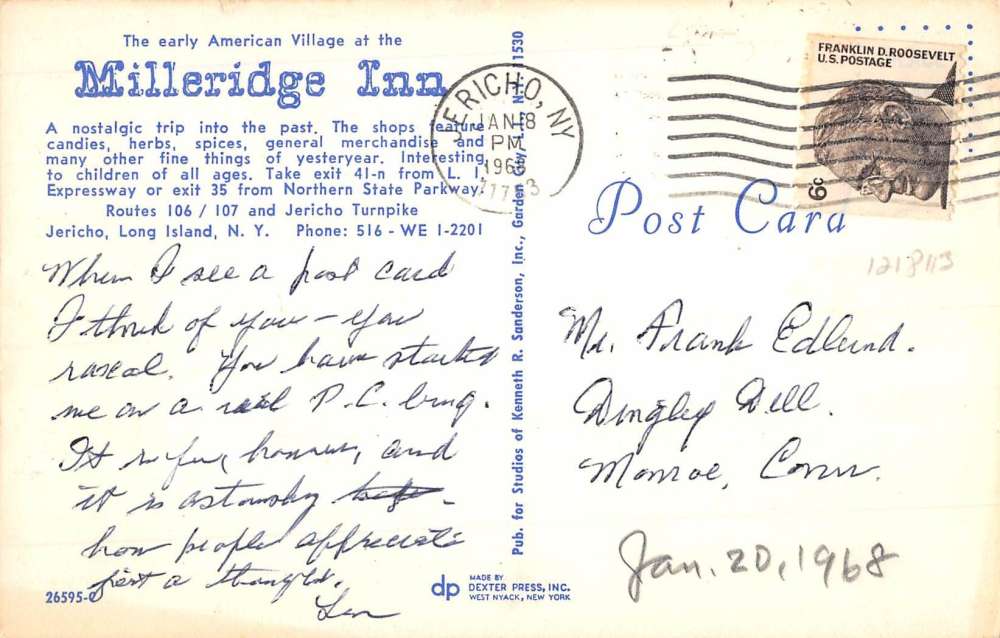 The early American Village at the
Milleridge Inn
A nostalgic trip into the past. The shops feature
candies, herbs, spices, general merchandise and
many other fine things of yesteryear. Interesting
to children of all ages. Take exit 41-n from L. I.
Expressway or exit 35 from Northern State Parkway.
Routes 106 / 107 and Jericho Turnpike
Jericho, Long Island, N. Y. Phone: 516 - WE 1-2201
When I see a post card
I think of you – you
rascal. You have started
me on a real P.C. binge.
It is fun, however, and
it is
how people appreciate
just a thought.
Len
26595-C
Pub. for Studios of Kenneth R. Sanderson, Inc., Garden City, L. I., N. Y. 11530
dp MADE BY
DEXTER PRESS, INC.
WEST NYACK, NEW YORK
JERICHO, NY
JAN 18
PM
1968
11753
FRANKLIN D. ROOSEVELT
U.S. POSTAGE
6c
Post Card
Mr. Frank Edlund.
Dingley Dell.
Monroe, Conn.
Jan. 20, 1968